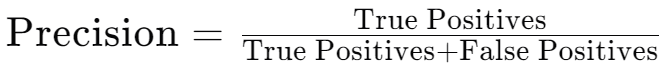 Precision = True Positives / True Positives+False Positives